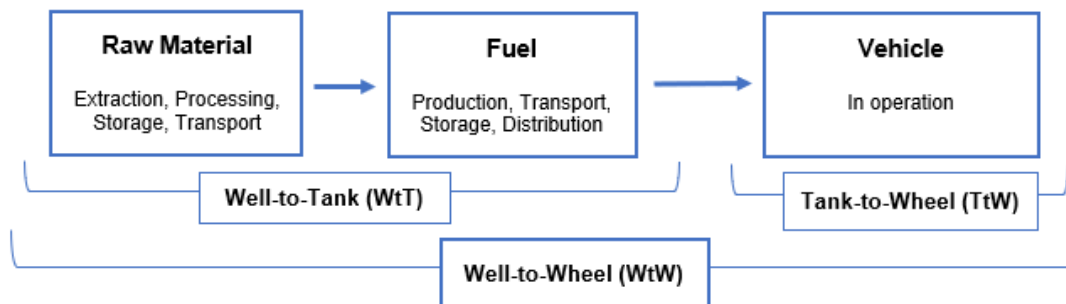 Raw Material
Extraction, Processing,
Storage, Transport
Fuel
Production, Transport,
Storage, Distribution
Vehicle
In operation
Well-to-Tank (WtT)
Tank-to-Wheel (TtW)
Well-to-Wheel (WtW)